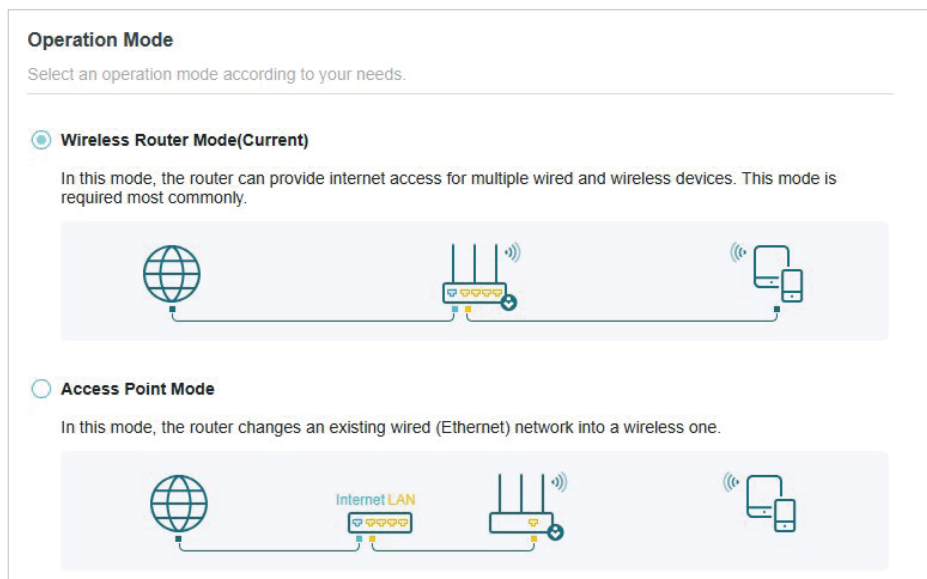 Operation Mode
Select an operation mode according to your needs.
Wireless Router Mode(Current)
In this mode, the router can provide internet access for multiple wired and wireless devices. This mode is
required most commonly.
Access Point Mode
In this mode, the router changes an existing wired (Ethernet) network into a wireless one.
Internet LAN